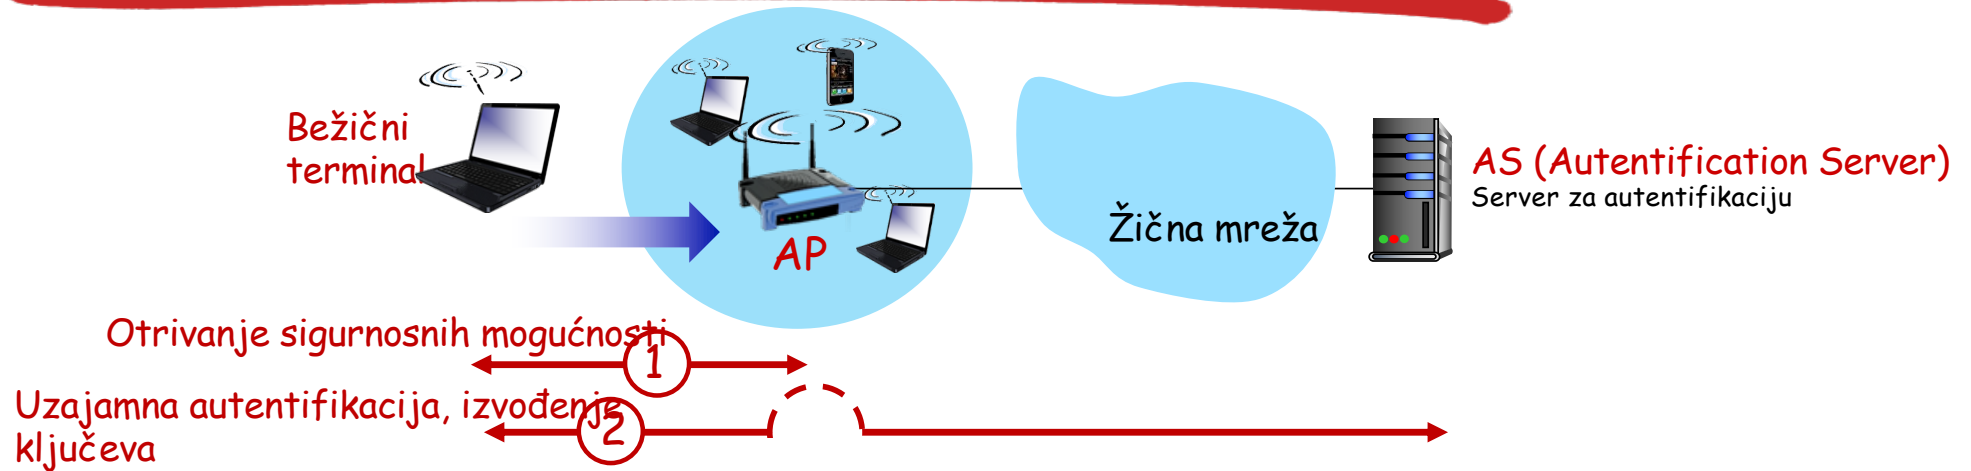 Bežični
terminal
AP
Žična mreža
AS (Autentification Server)
Server za autentifikaciju
Otrivanje sigurnosnih mogućnosti
1
Uzajamna autentifikacija, izvođenje
ključeva
2